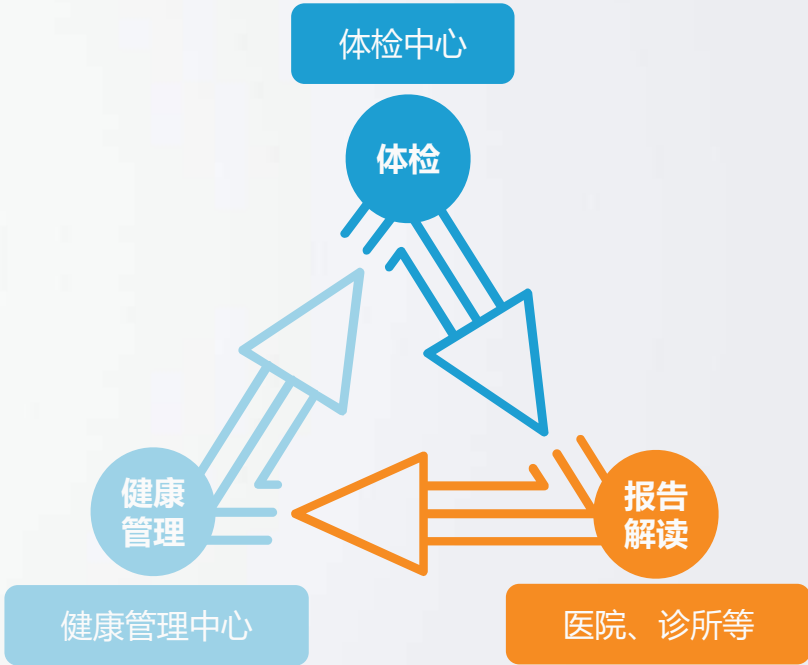 体检中心
体检
健康
管理
报告
解读
健康管理中心
医院、诊所等